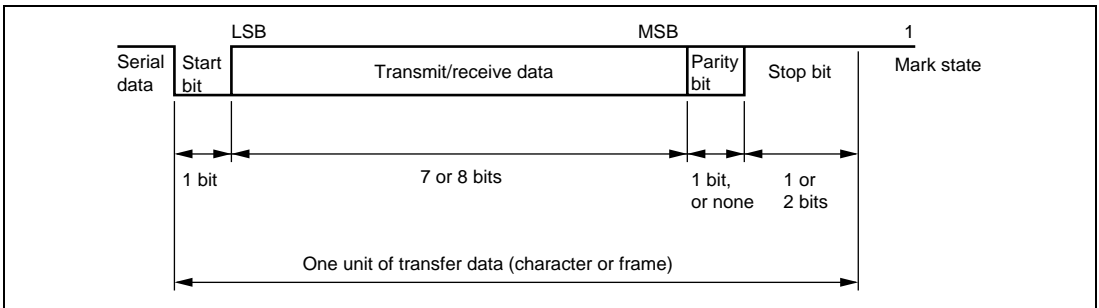 LSB
MSB
1
Serial
data
Start
bit
Transmit/receive data
Parity
bit
Stop bit
Mark state
1 bit
7 or 8 bits
1 bit,
or none
1 or
2 bits
One unit of transfer data (character or frame)